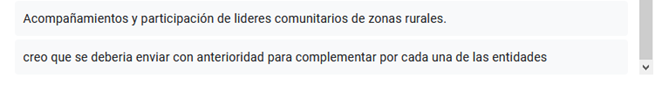 Acompañamientos y participación de lideres comunitarios de zonas rurales.
creo que se deberia enviar con anterioridad para complementar por cada una de las entidades